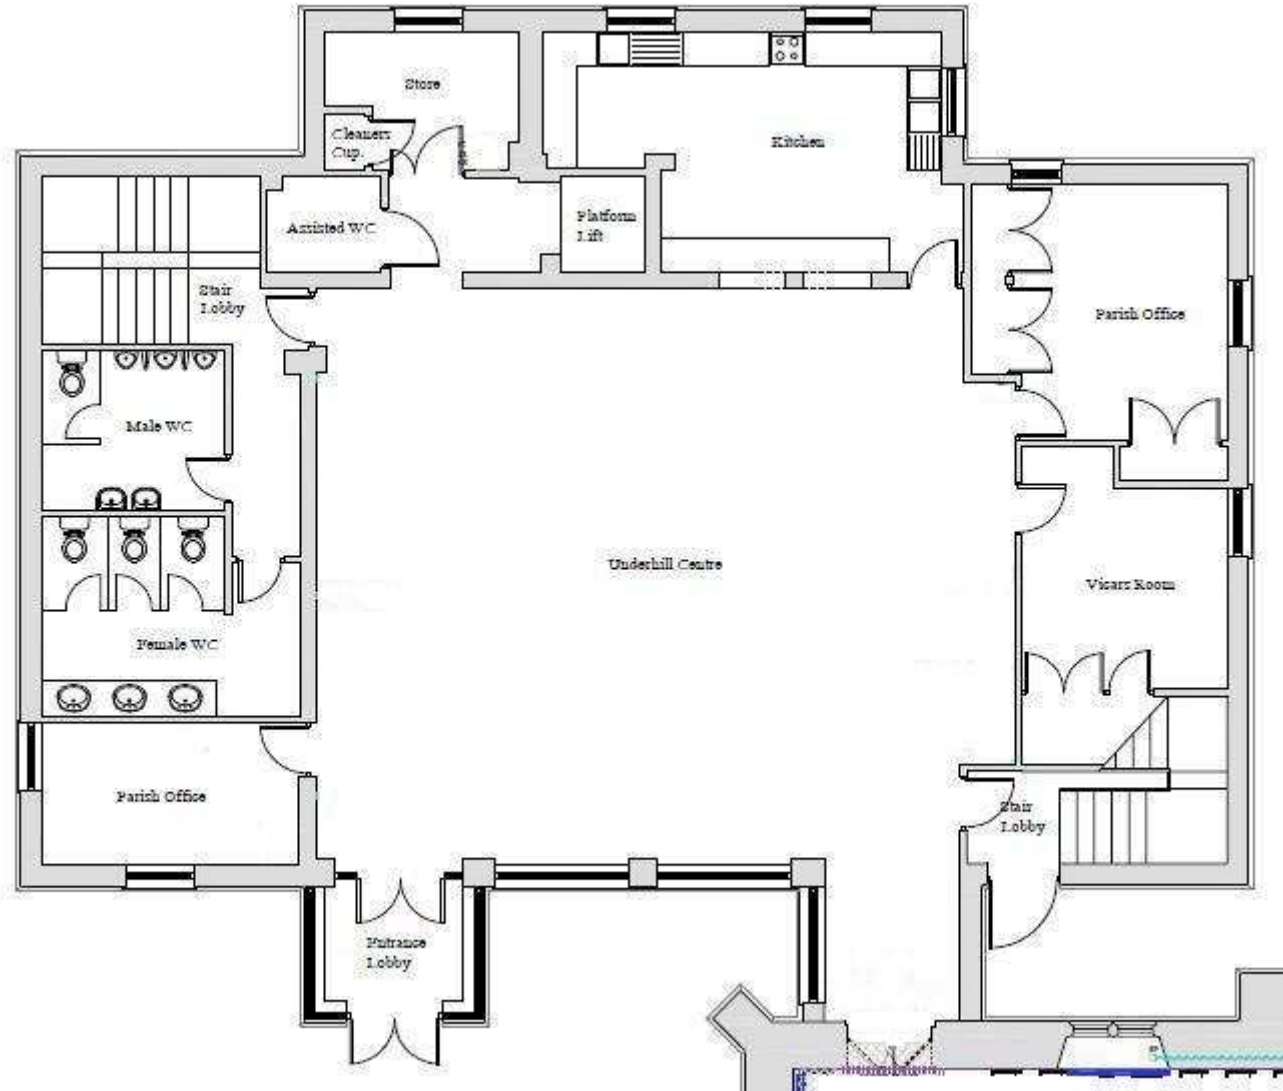 Store
Cleaners
Cup.
Kitchen
Assisted WC
Platform
Lift
Stair
Lobby
Parish Office
Male WC
Underhill Centre
Vicars Room
Female WC
Parish Office
Stair
Lobby
Entrance
Lobby